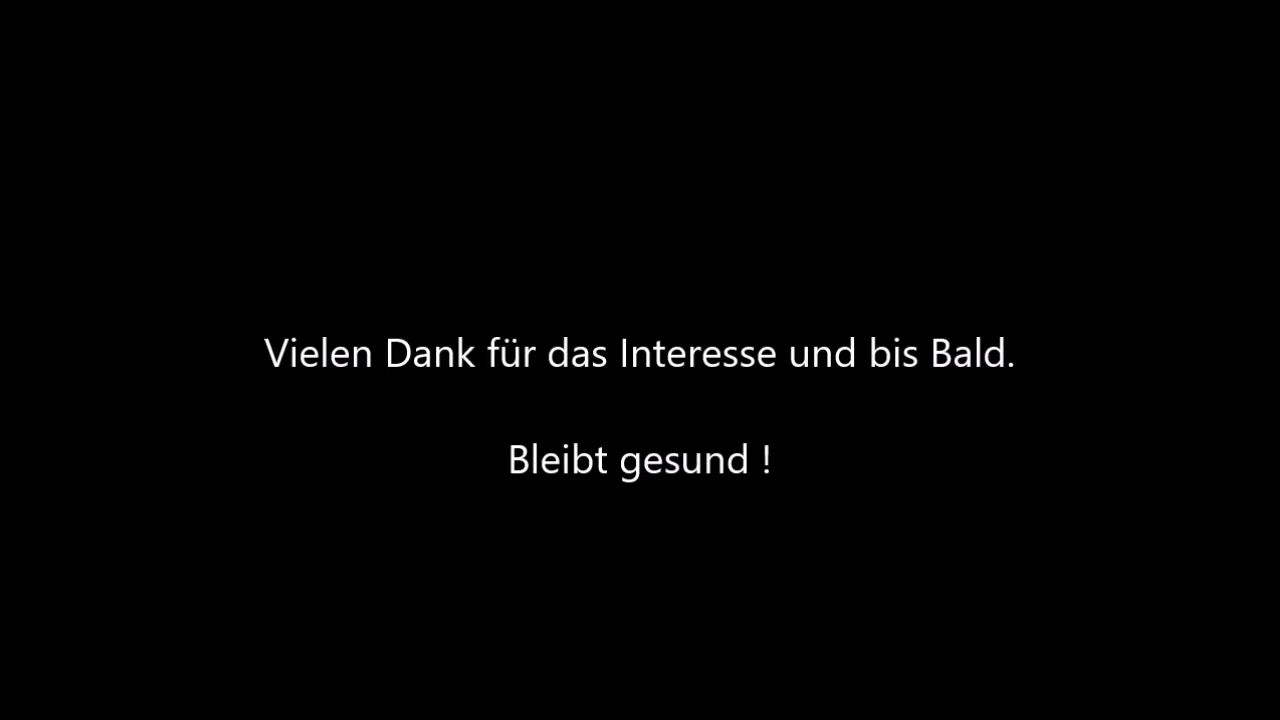 Vielen Dank für das Interesse und bis Bald.
Bleibt gesund !